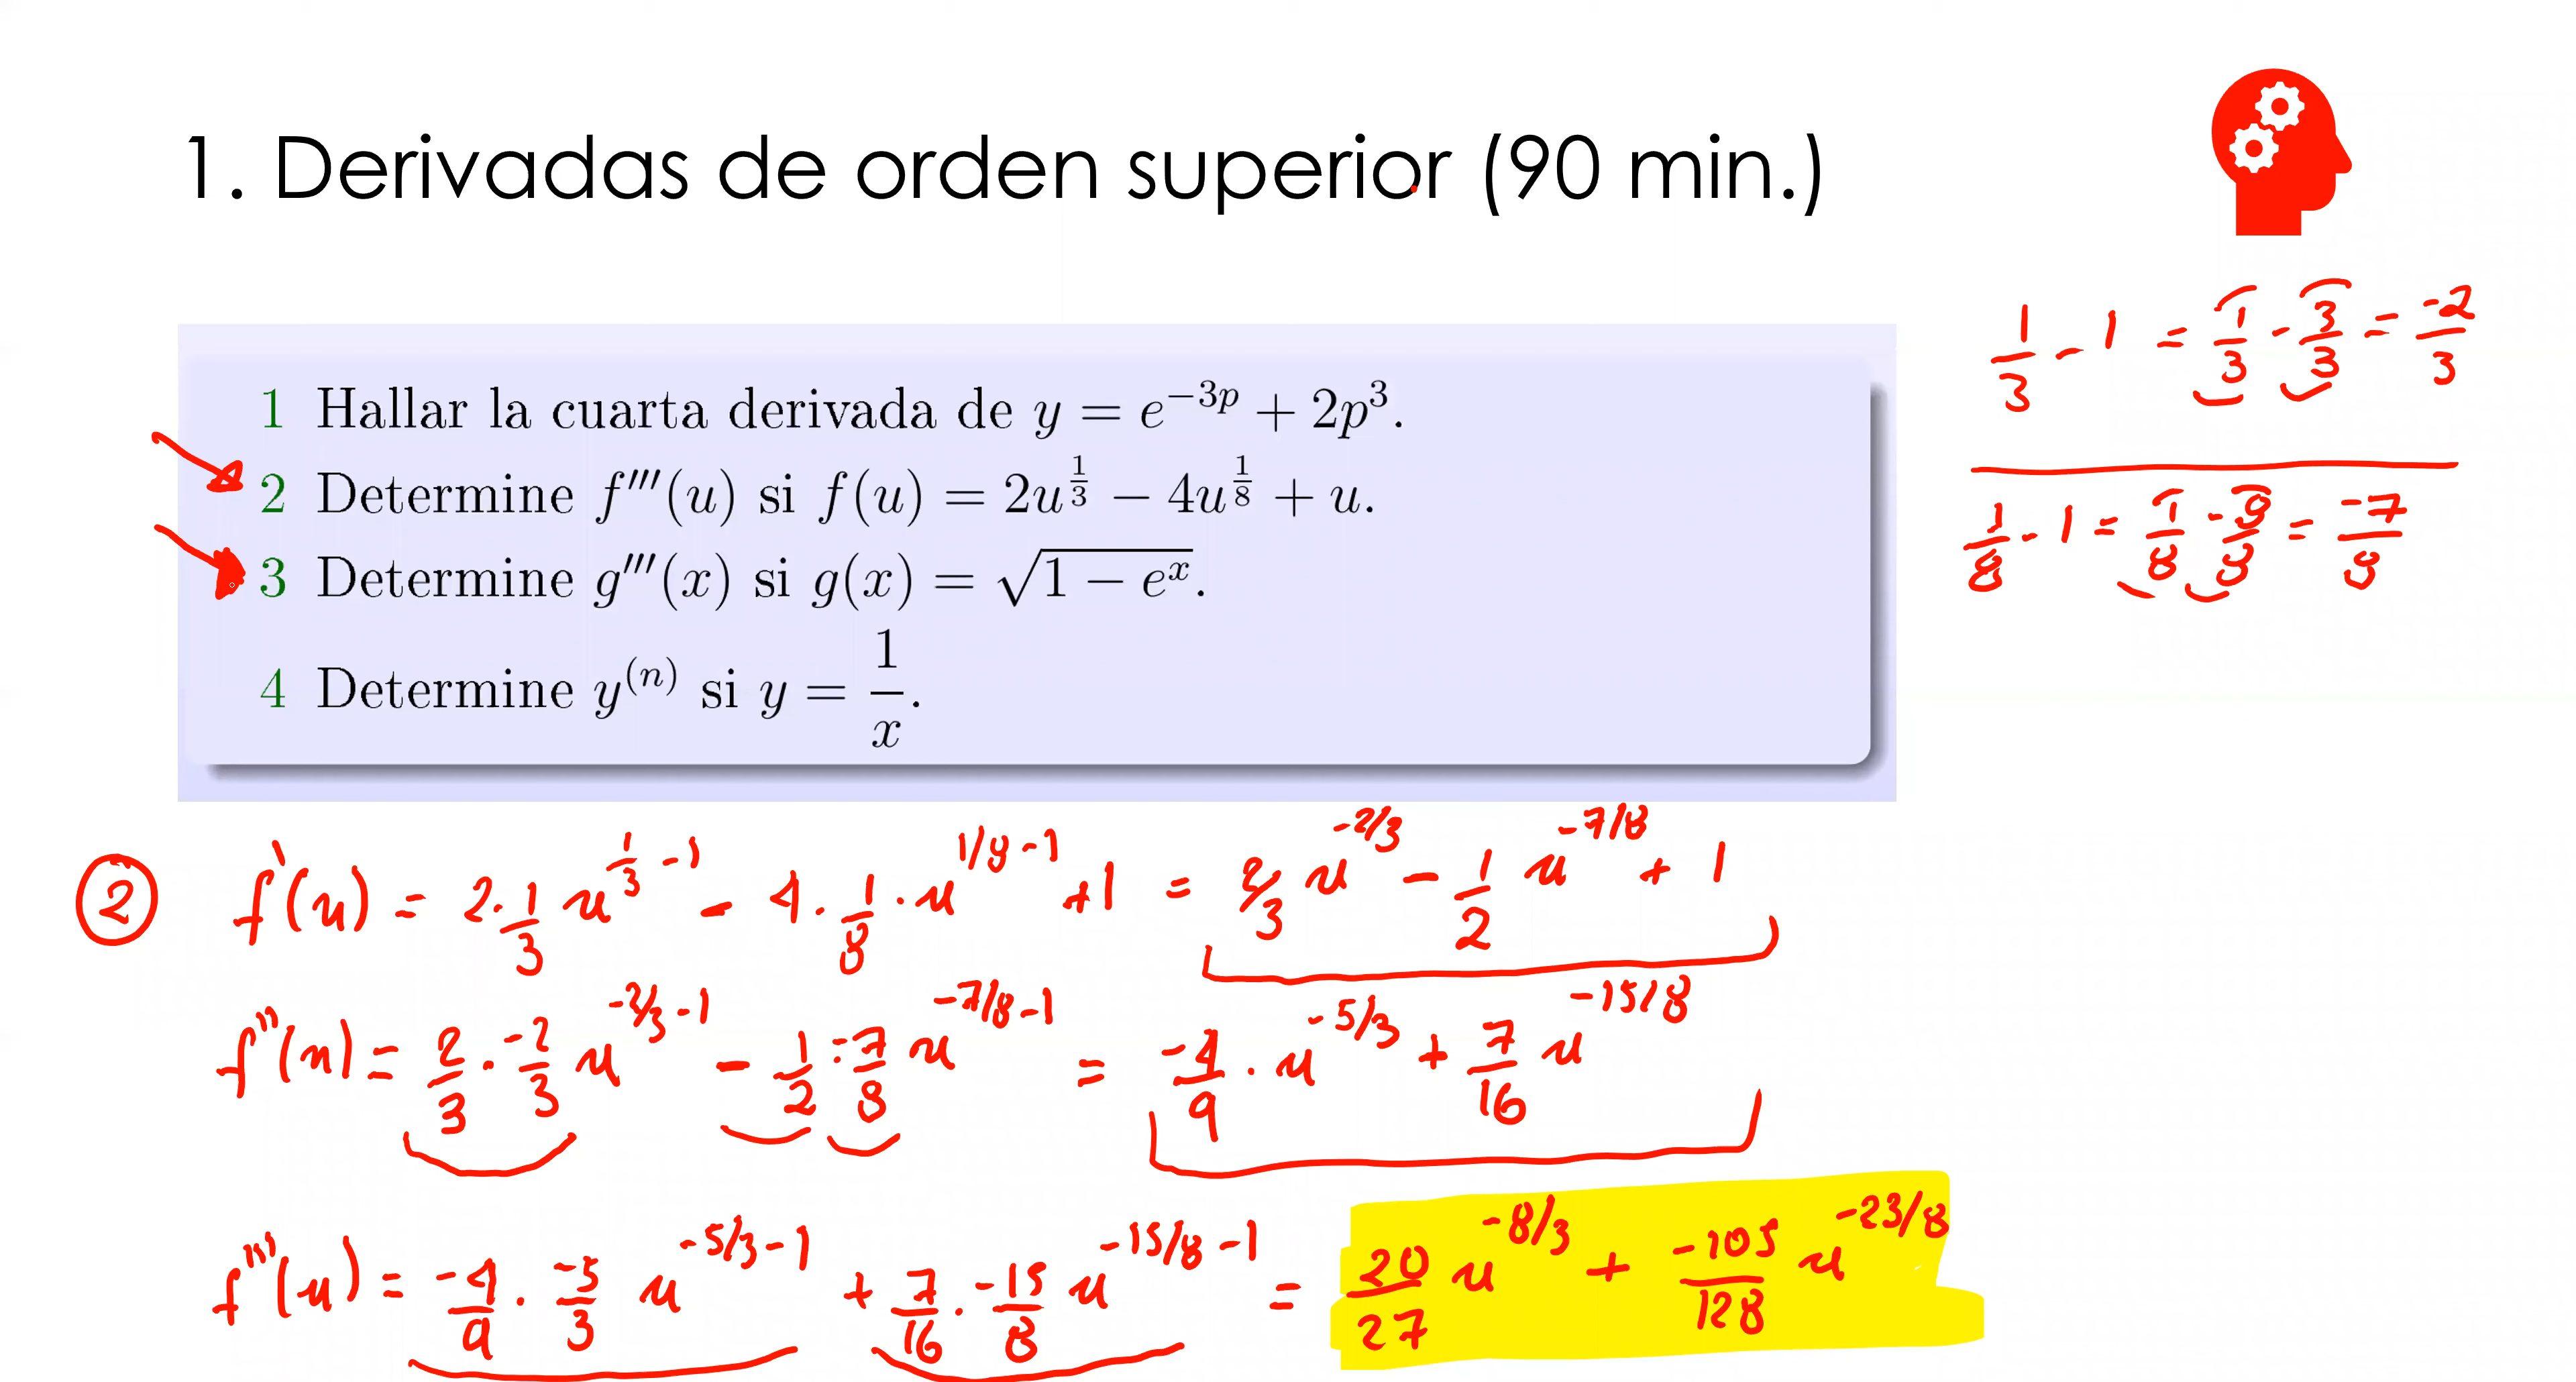 1. Derivadas de orden superior (90 min.)
1/3 - 1 = 1/3 - 3/3 = -2/3
1 Hallar la cuarta derivada de y = e^{-3p} + 2p^3.
2 Determine f'''(u) si f(u) = 2u^{1/3} - 4u^{1/8} + u.
1/8 - 1 = 1/8 - 8/8 = -7/8
3 Determine g'''(x) si g(x) = √(1 - e^x).
4 Determine y^{(n)} si y = 1/x.
② f'(u) = 2·1/3 u^{1/3 - 1} - 4·1/8·u^{1/8 - 1} + 1 = 2/3 u^{-2/3} - 1/2 u^{-7/8} + 1
f''(u) = 2/3·-2/3 u^{-2/3 - 1} - 1/2·-7/8 u^{-7/8 - 1} = -4/9·u^{-5/3} + 7/16 u^{-15/8}
f'''(u) = -4/9·-5/3 u^{-5/3 - 1} + 7/16·-15/8 u^{-15/8 - 1} = 20/27 u^{-8/3} + -105/128 u^{-23/8}